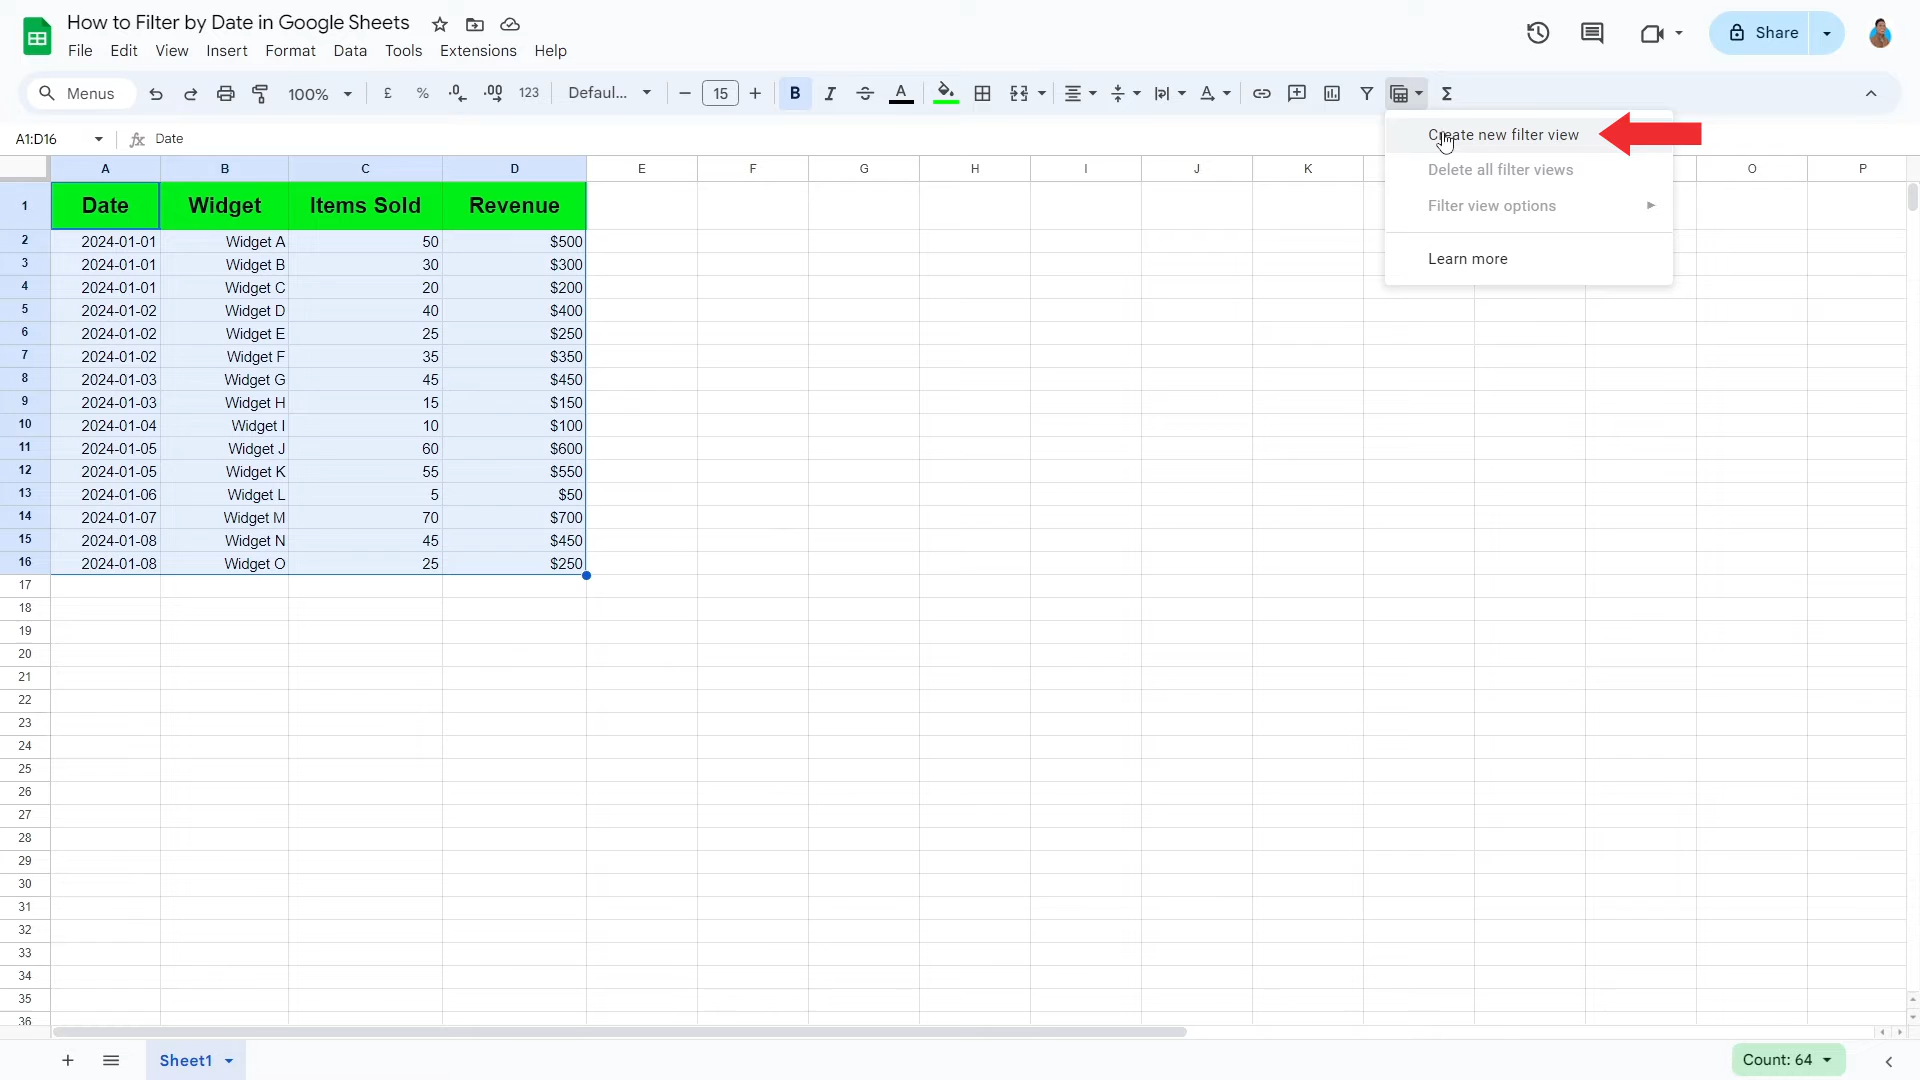 How to Filter by Date in Google Sheets
File Edit View Insert Format Data Tools Extensions Help
Share
Menus 100% £ % .0 .00 123 Defaul... 15 B I S A A Σ
A1:D16 fx Date
Create new filter view
Delete all filter views
Filter view options
Learn more
A B C D E F G H I J K O P
1 Date Widget Items Sold Revenue
2 2024-01-01 Widget A 50 $500
3 2024-01-01 Widget B 30 $300
4 2024-01-01 Widget C 20 $200
5 2024-01-02 Widget D 40 $400
6 2024-01-02 Widget E 25 $250
7 2024-01-02 Widget F 35 $350
8 2024-01-03 Widget G 45 $450
9 2024-01-03 Widget H 15 $150
10 2024-01-04 Widget I 10 $100
11 2024-01-05 Widget J 60 $600
12 2024-01-05 Widget K 55 $550
13 2024-01-06 Widget L 5 $50
14 2024-01-07 Widget M 70 $700
15 2024-01-08 Widget N 45 $450
16 2024-01-08 Widget O 25 $250
17
18
19
20
21
22
23
24
25
26
27
28
29
30
31
32
33
34
35
36
Sheet1
Count: 64